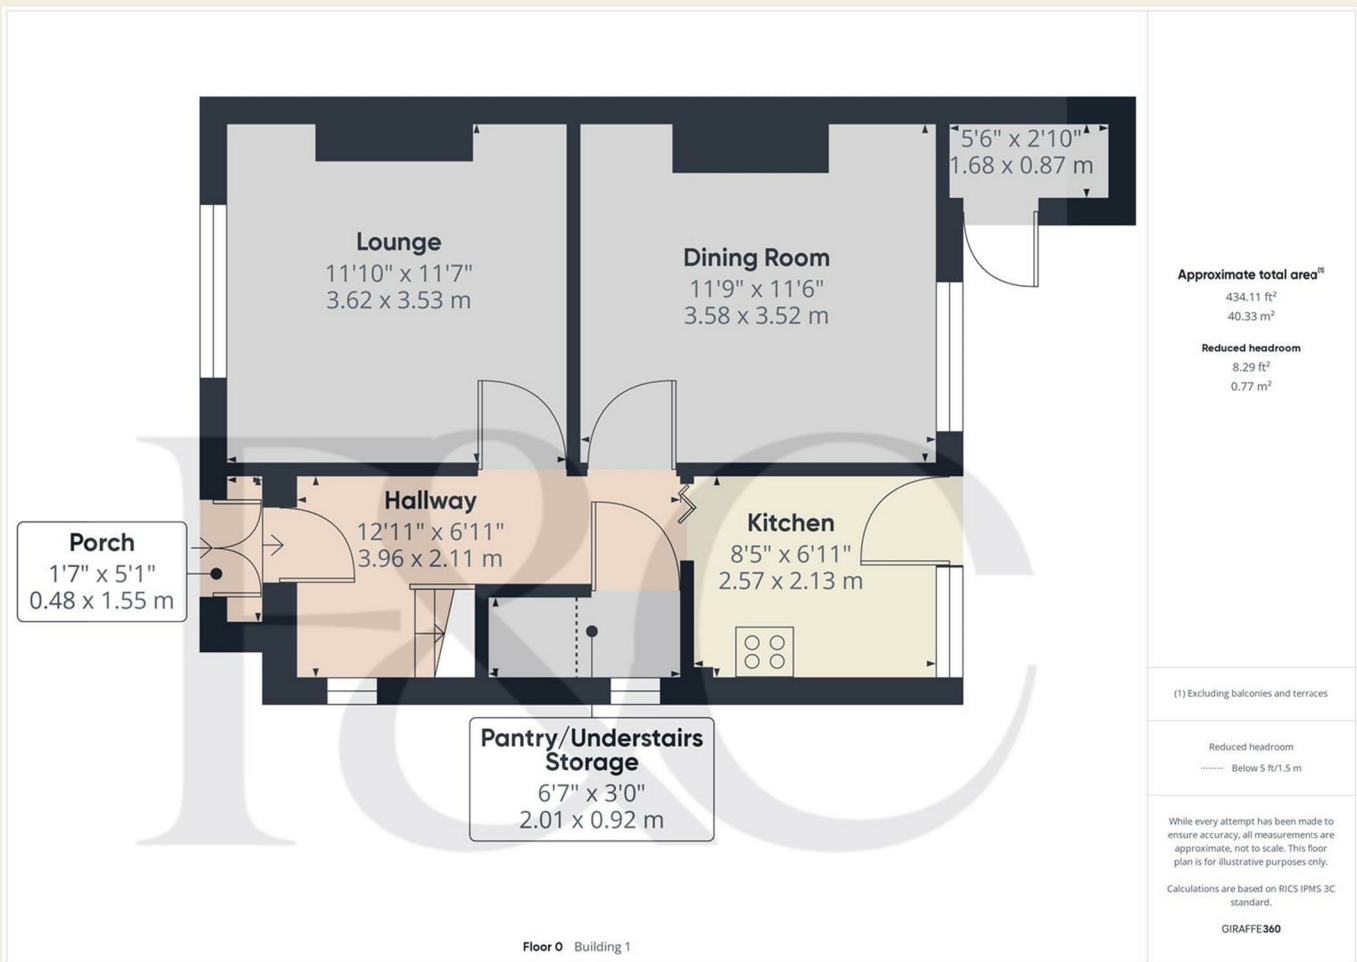 5'6" x 2'10"
1.68 x 0.87 m
Lounge
11'10" x 11'7"
3.62 x 3.53 m
Dining Room
11'9" x 11'6"
3.58 x 3.52 m
Hallway
12'11" x 6'11"
3.96 x 2.11 m
Kitchen
8'5" x 6'11"
2.57 x 2.13 m
Porch
1'7" x 5'1"
0.48 x 1.55 m
Pantry/Understairs
Storage
6'7" x 3'0"
2.01 x 0.92 m
F&C
Floor 0 Building 1
Approximate total area(1)
434.11 ft²
40.33 m²
Reduced headroom
8.29 ft²
0.77 m²
(1) Excluding balconies and terraces
Reduced headroom
Below 5 ft/1.5 m
While every attempt has been made to
ensure accuracy, all measurements are
approximate, not to scale. This floor
plan is for illustrative purposes only.
Calculations are based on RICS IPMS 3C
standard.
GIRAFFE360